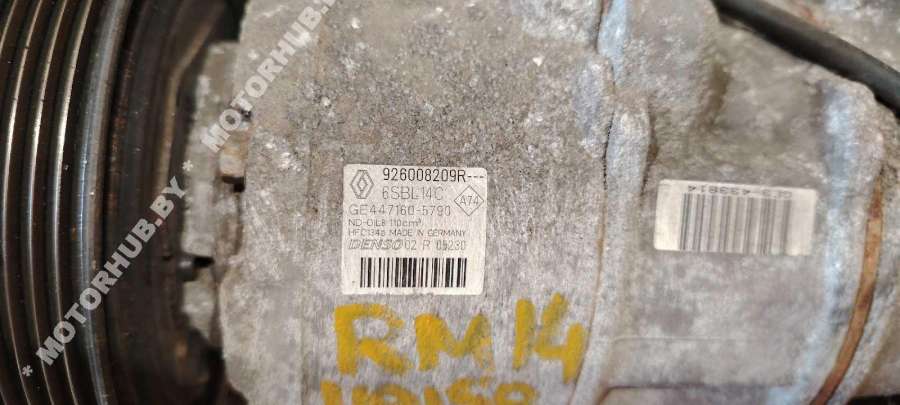 * MOTORHUB.BY * MOTORHUB.BY *
926008209R---
6SBL14C
A74
GE447160-5790
ND-OIL8 110cm³
HFC134a MADE IN GERMANY
DENSO 02 R 05230
RM14